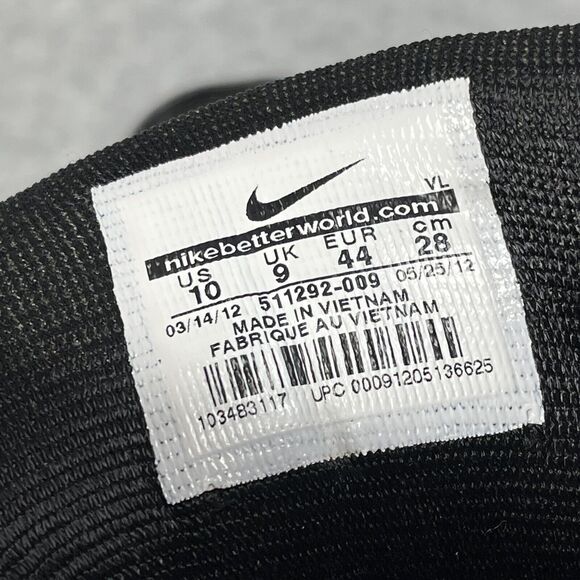 VL
nikebetterworld.com
US UK EUR cm
10 9 44 28
03/14/12 511292-009 05/25/12
MADE IN VIETNAM
FABRIQUE AU VIETNAM
103483117 UPC 00091205136625